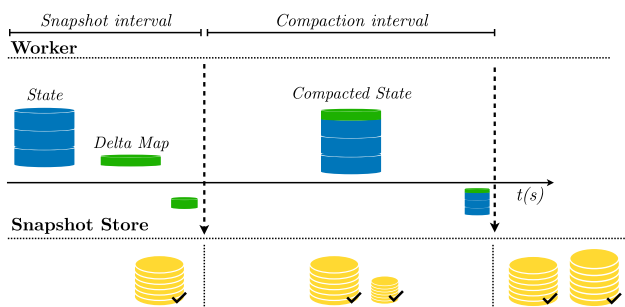 Snapshot interval
Compaction interval
Worker
State
Compacted State
Delta Map
t(s)
Snapshot Store